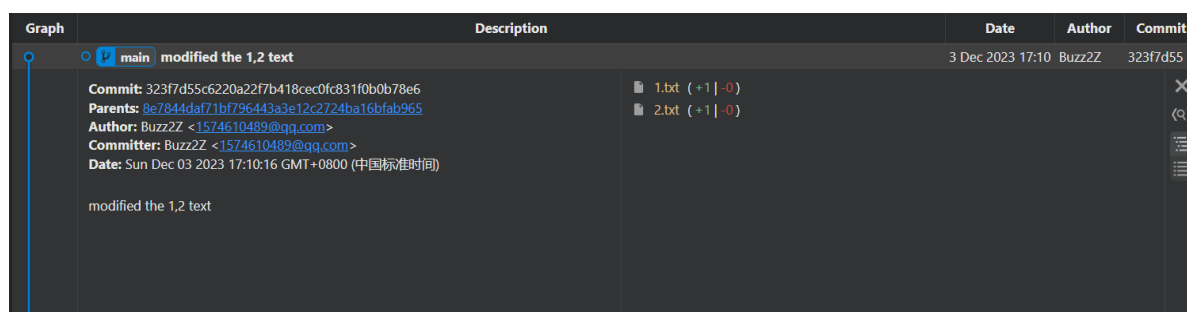 Graph Description Date Author Commit
main modified the 1,2 text 3 Dec 2023 17:10 Buzz2Z 323f7d55
Commit: 323f7d55c6220a22f7b418cec0fc831f0b0b78e6
Parents: 8e7844daf71bf796443a3e12c2724ba16bfab965
Author: Buzz2Z <1574610489@qq.com>
Committer: Buzz2Z <1574610489@qq.com>
Date: Sun Dec 03 2023 17:10:16 GMT+0800 (中国标准时间)
modified the 1,2 text
1.txt (+1|-0)
2.txt (+1|-0)